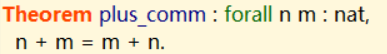 Theorem plus_comm : forall n m : nat,
n + m = m + n.